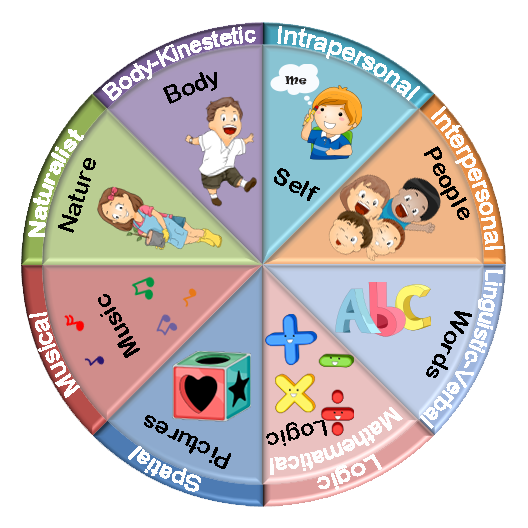 Intrapersonal
me
Self
Interpersonal
People
Linguistic-Verbal
ABC
Words
Logic
Mathematical
Logic
Spatial
Pictures
Musical
Music
Naturalist
Nature
Body-Kinestetic
Body